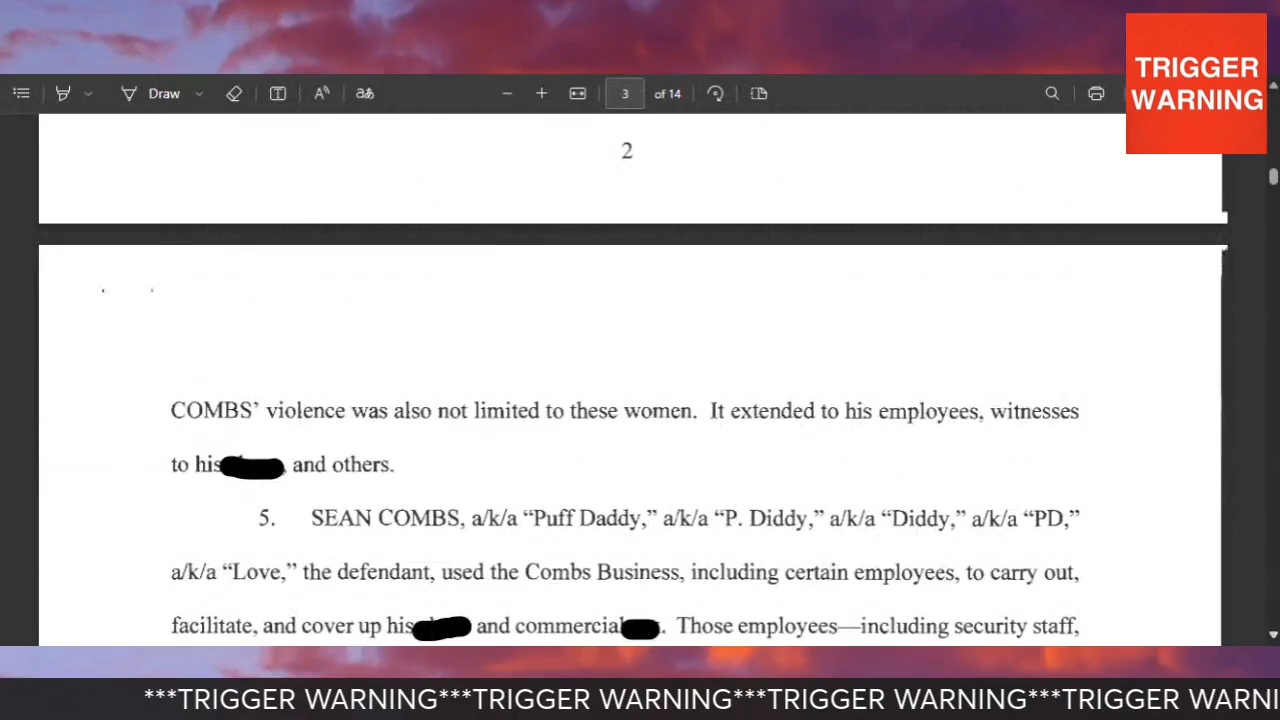 TRIGGER
WARNING
Draw
3 of 14
2
COMBS' violence was also not limited to these women. It extended to his employees, witnesses
to his and others.
5. SEAN COMBS, a/k/a “Puff Daddy,” a/k/a “P. Diddy,” a/k/a “Diddy,” a/k/a “PD,”
a/k/a “Love,” the defendant, used the Combs Business, including certain employees, to carry out,
facilitate, and cover up his and commercial . Those employees—including security staff,
***TRIGGER WARNING***TRIGGER WARNING***TRIGGER WARNING***TRIGGER WARNI